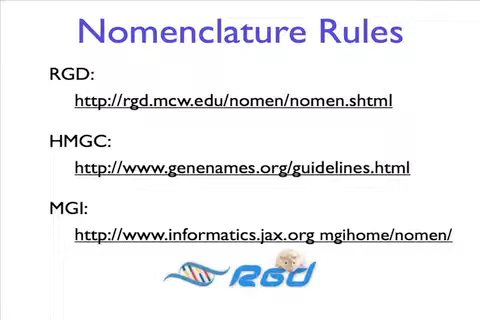 Nomenclature Rules
RGD:
http://rgd.mcw.edu/nomen/nomen.shtml
HMGC:
http://www.genenames.org/guidelines.html
MGI:
http://www.informatics.jax.org mgihome/nomen/
RGD